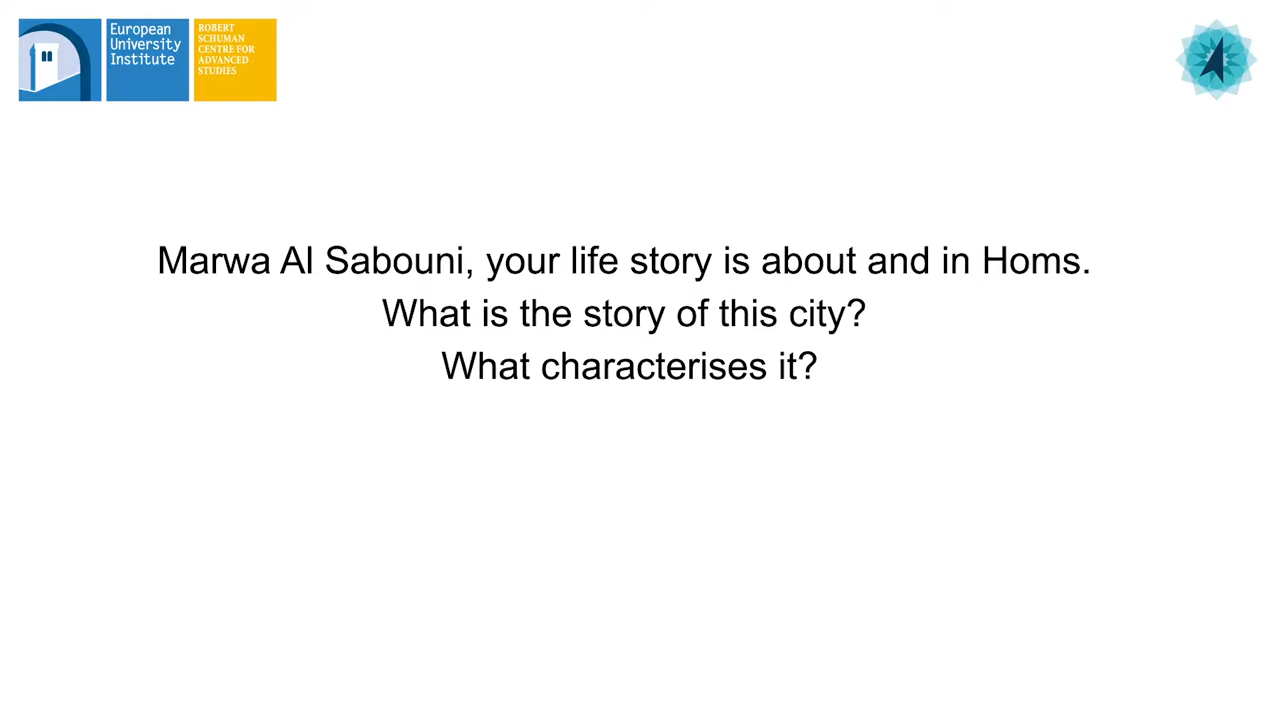 European
University
Institute
ROBERT
SCHUMAN
CENTRE FOR
ADVANCED
STUDIES
Marwa Al Sabouni, your life story is about and in Homs.
What is the story of this city?
What characterises it?